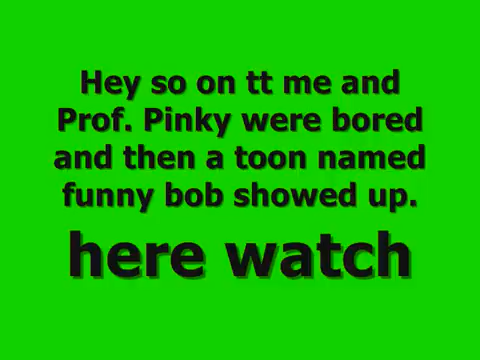 Hey so on tt me and
Prof. Pinky were bored
and then a toon named
funny bob showed up.
here watch